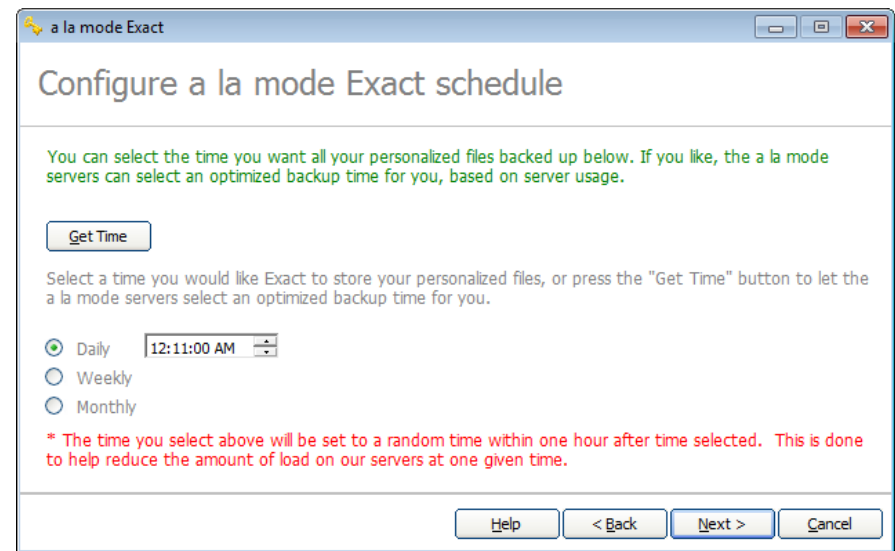 a la mode Exact
Configure a la mode Exact schedule
You can select the time you want all your personalized files backed up below. If you like, the a la mode
servers can select an optimized backup time for you, based on server usage.
Get Time
Select a time you would like Exact to store your personalized files, or press the "Get Time" button to let the
a la mode servers select an optimized backup time for you.
Daily 12:11:00 AM
Weekly
Monthly
* The time you select above will be set to a random time within one hour after time selected.  This is done
to help reduce the amount of load on our servers at one given time.
Help < Back Next > Cancel